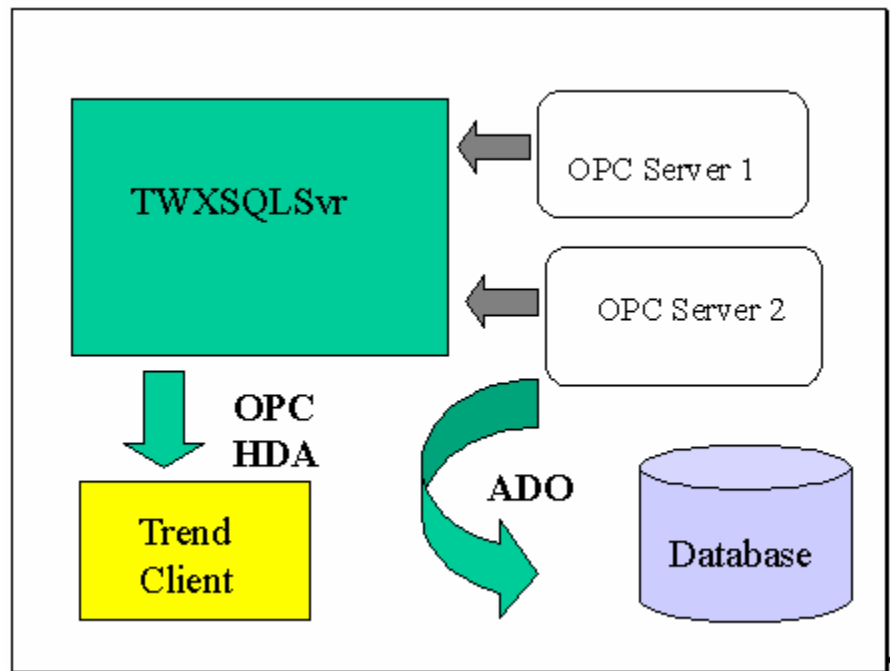 TWXSQLSvr
OPC Server 1
OPC Server 2
OPC
HDA
ADO
Trend
Client
Database